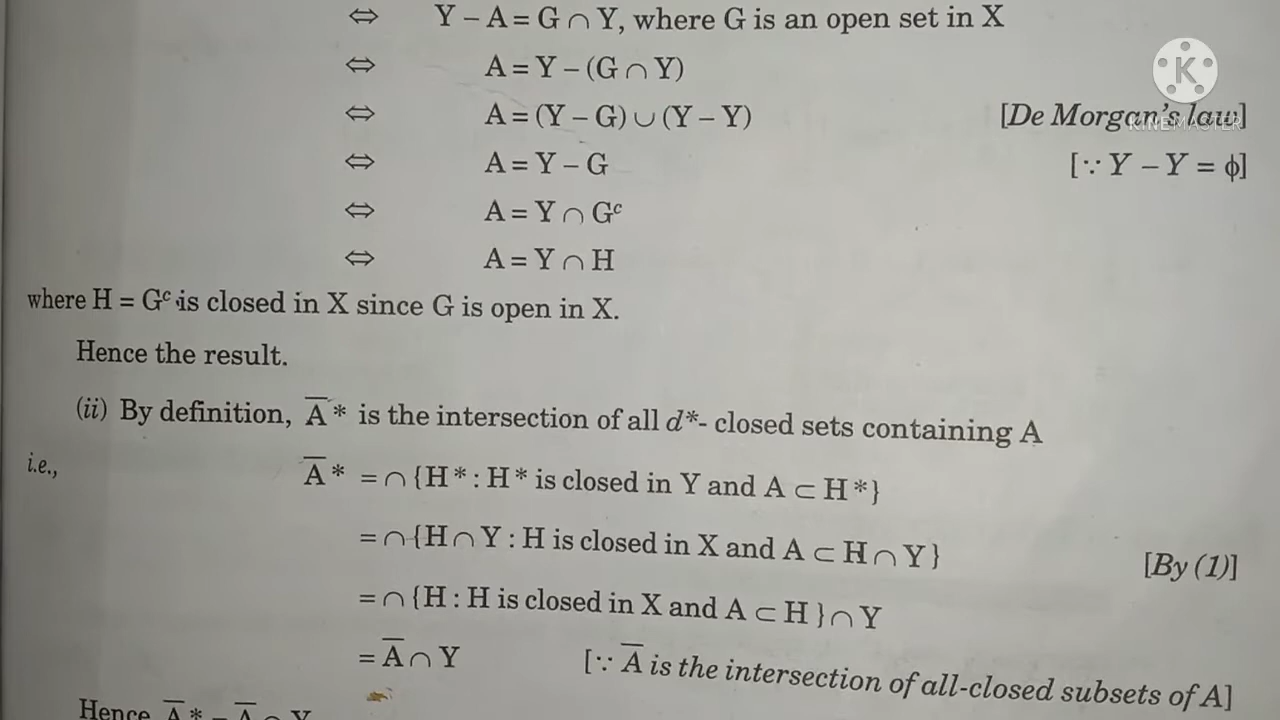 ⇔ Y – A = G ∩ Y, where G is an open set in X
⇔ A = Y – (G ∩ Y)
⇔ A = (Y – G) ∪ (Y – Y) [De Morgan's law]
⇔ A = Y – G [∵ Y – Y = ϕ]
⇔ A = Y ∩ Gᶜ
⇔ A = Y ∩ H
where H = Gᶜ is closed in X since G is open in X.
Hence the result.
(ii) By definition, A̅* is the intersection of all d*- closed sets containing A
i.e., A̅* = ∩ {H* : H* is closed in Y and A ⊂ H*}
= ∩ {H ∩ Y : H is closed in X and A ⊂ H ∩ Y} [By (1)]
= ∩ {H : H is closed in X and A ⊂ H } ∩ Y
= A̅ ∩ Y [∵ A̅ is the intersection of all-closed subsets of A]
Hence A̅* = A̅ ∩ Y
K
KINEMASTER